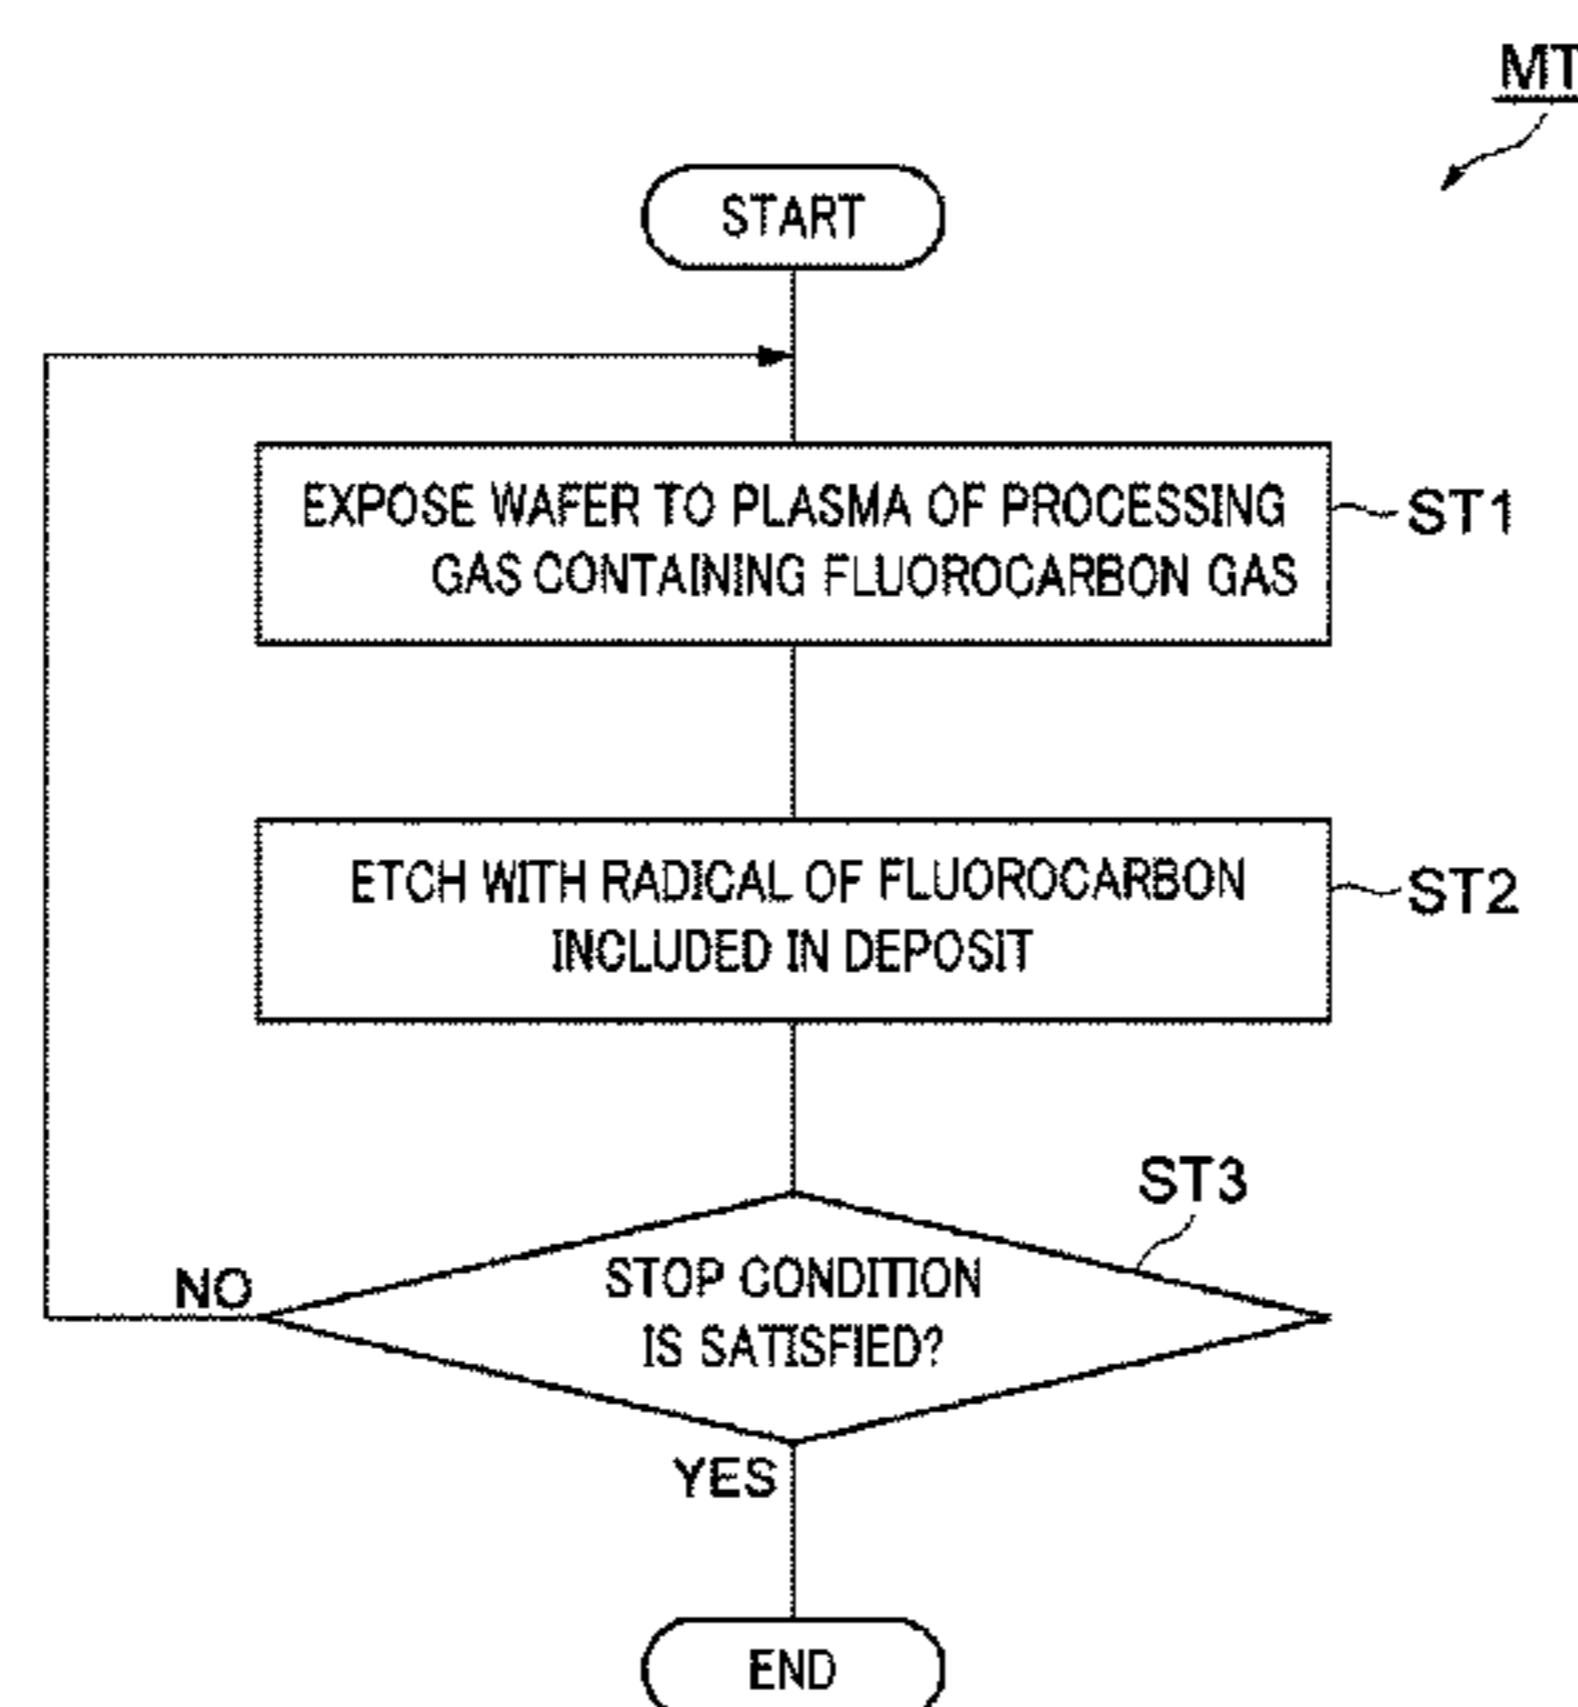 MT
START
EXPOSE WAFER TO PLASMA OF PROCESSING
GAS CONTAINING FLUOROCARBON GAS
ST1
ETCH WITH RADICAL OF FLUOROCARBON
INCLUDED IN DEPOSIT
ST2
ST3
STOP CONDITION
IS SATISFIED?
NO
YES
END